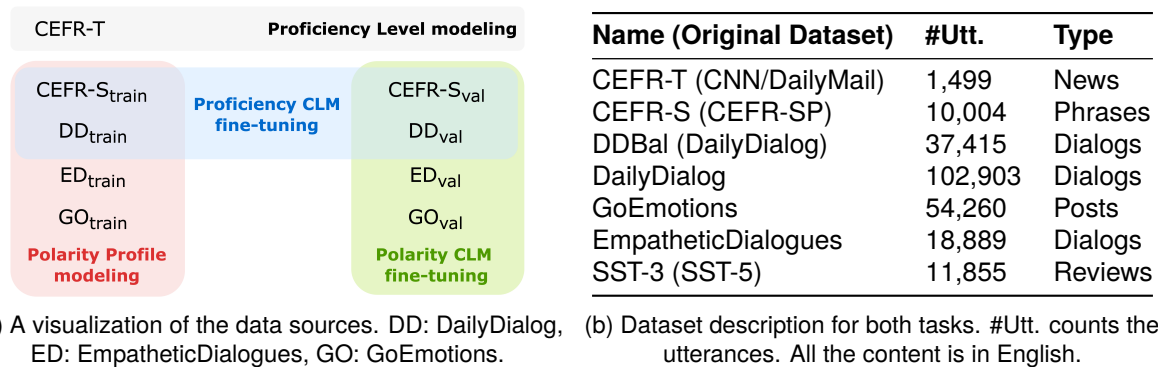 CEFR-T
Proficiency Level modeling
CEFR-Strain
Proficiency CLM
fine-tuning
CEFR-Sval
DDtrain
DDval
EDtrain
EDval
GOtrain
GOval
Polarity Profile
modeling
Polarity CLM
fine-tuning
) A visualization of the data sources. DD: DailyDialog,
ED: EmpatheticDialogues, GO: GoEmotions.
Name (Original Dataset) #Utt. Type
CEFR-T (CNN/DailyMail) 1,499 News
CEFR-S (CEFR-SP) 10,004 Phrases
DDBal (DailyDialog) 37,415 Dialogs
DailyDialog 102,903 Dialogs
GoEmotions 54,260 Posts
EmpatheticDialogues 18,889 Dialogs
SST-3 (SST-5) 11,855 Reviews
(b) Dataset description for both tasks. #Utt. counts the
utterances. All the content is in English.